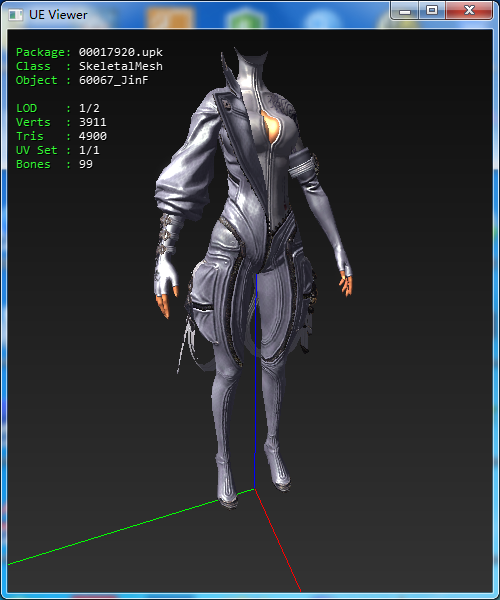 UE Viewer
Package: 00017920.upk
Class : SkeletalMesh
Object : 60067_JinF
LOD : 1/2
Verts : 3911
Tris : 4900
UV Set : 1/1
Bones : 99